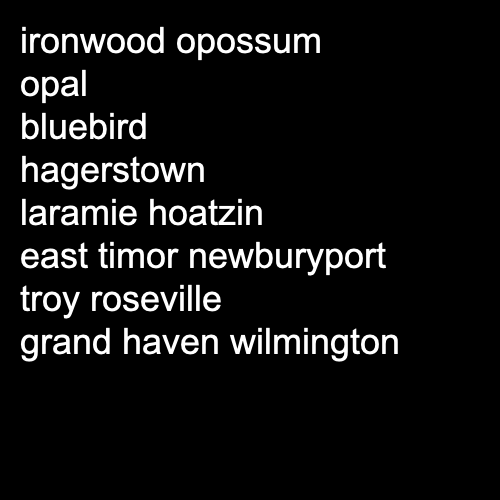 ironwood opossum
opal
bluebird
hagerstown
laramie hoatzin
east timor newburyport
troy roseville
grand haven wilmington